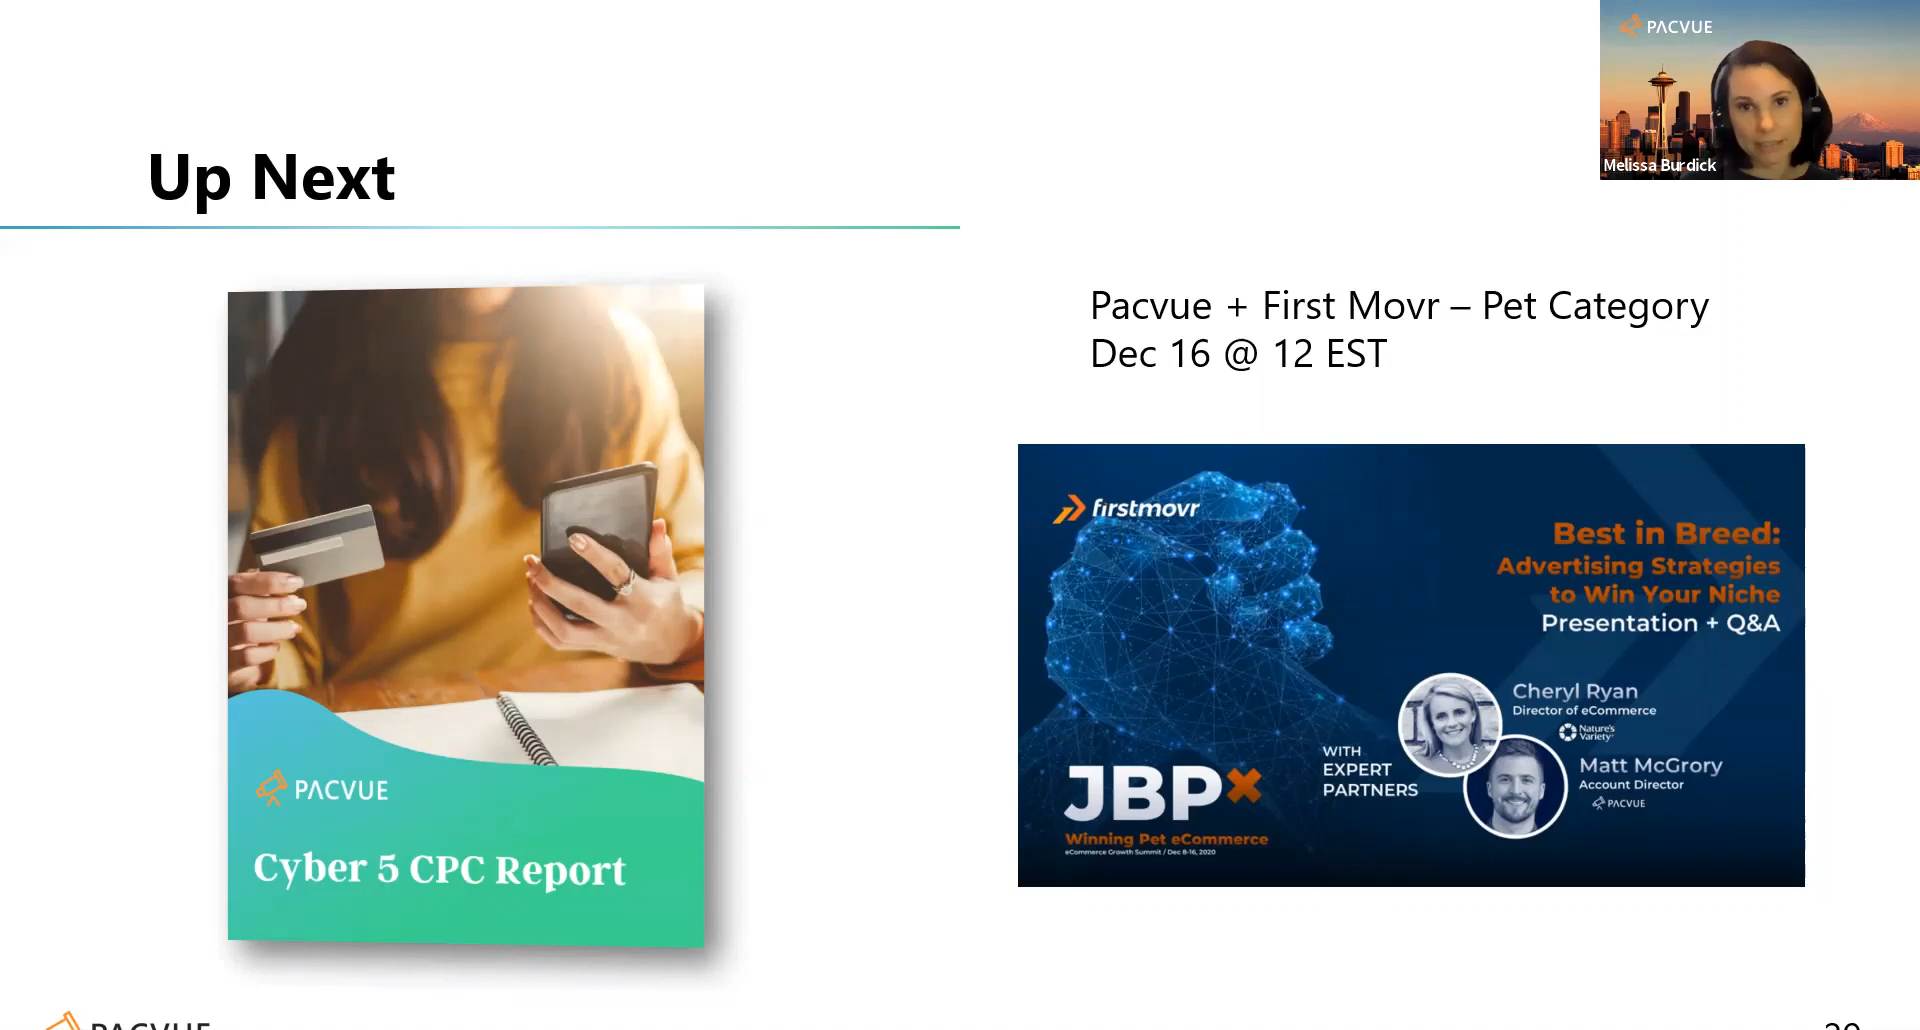 PACVUE
Melissa Burdick
Up Next
Pacvue + First Movr – Pet Category
Dec 16 @ 12 EST
PACVUE
Cyber 5 CPC Report
firstmovr
Best in Breed:
Advertising Strategies
to Win Your Niche
Presentation + Q&A
Cheryl Ryan
Director of eCommerce
Nature's
Variety
WITH
EXPERT
PARTNERS
Matt McGrory
Account Director
PACVUE
JBPx
Winning Pet eCommerce
eCommerce Growth Summit / Dec 8-16, 2020
PACVUE